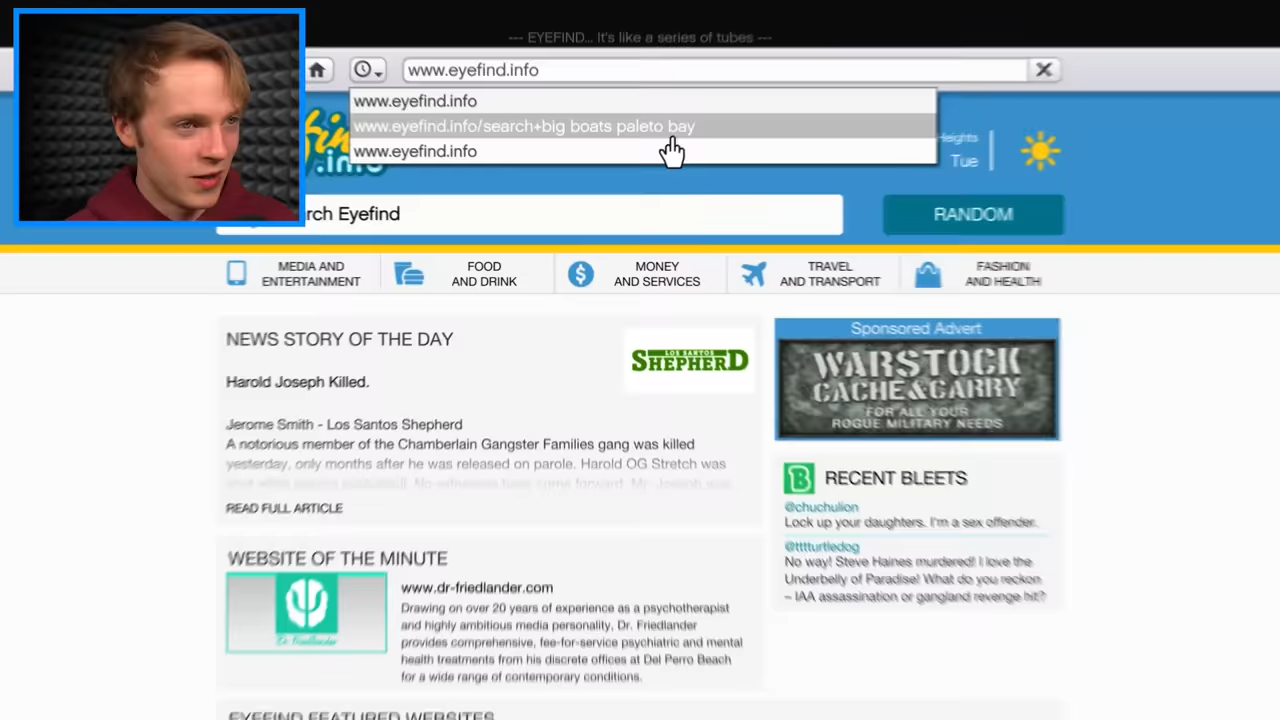 --- EYEFIND... It's like a series of tubes ---
www.eyefind.info
www.eyefind.info
www.eyefind.info/search+big boats paleto bay
www.eyefind.info
.info
Heights
Tue
rch Eyefind
RANDOM
MEDIA AND
ENTERTAINMENT
FOOD
AND DRINK
MONEY
AND SERVICES
TRAVEL
AND TRANSPORT
FASHION
AND HEALTH
NEWS STORY OF THE DAY
LOS SANTOS
SHEPHERD
Harold Joseph Killed.
Jerome Smith - Los Santos Shepherd
A notorious member of the Chamberlain Gangster Families gang was killed
yesterday, only months after he was released on parole. Harold OG Stretch was
READ FULL ARTICLE
Sponsored Advert
WARSTOCK
CACHE & CARRY
FOR ALL YOUR
ROGUE MILITARY NEEDS
RECENT BLEETS
@chuchulion
Lock up your daughters. I'm a sex offender.
@tttturtledog
No way! Steve Haines murdered! I love the
Underbelly of Paradise! What do you reckon
– IAA assassination or gangland revenge hit?
WEBSITE OF THE MINUTE
Dr Friedlander
www.dr-friedlander.com
Drawing on over 20 years of experience as a psychotherapist
and highly ambitious media personality, Dr. Friedlander
provides comprehensive, fee-for-service psychiatric and mental
health treatments from his discrete offices at Del Perro Beach
for a wide range of contemporary conditions.
EYEFIND FEATURED WEBSITES